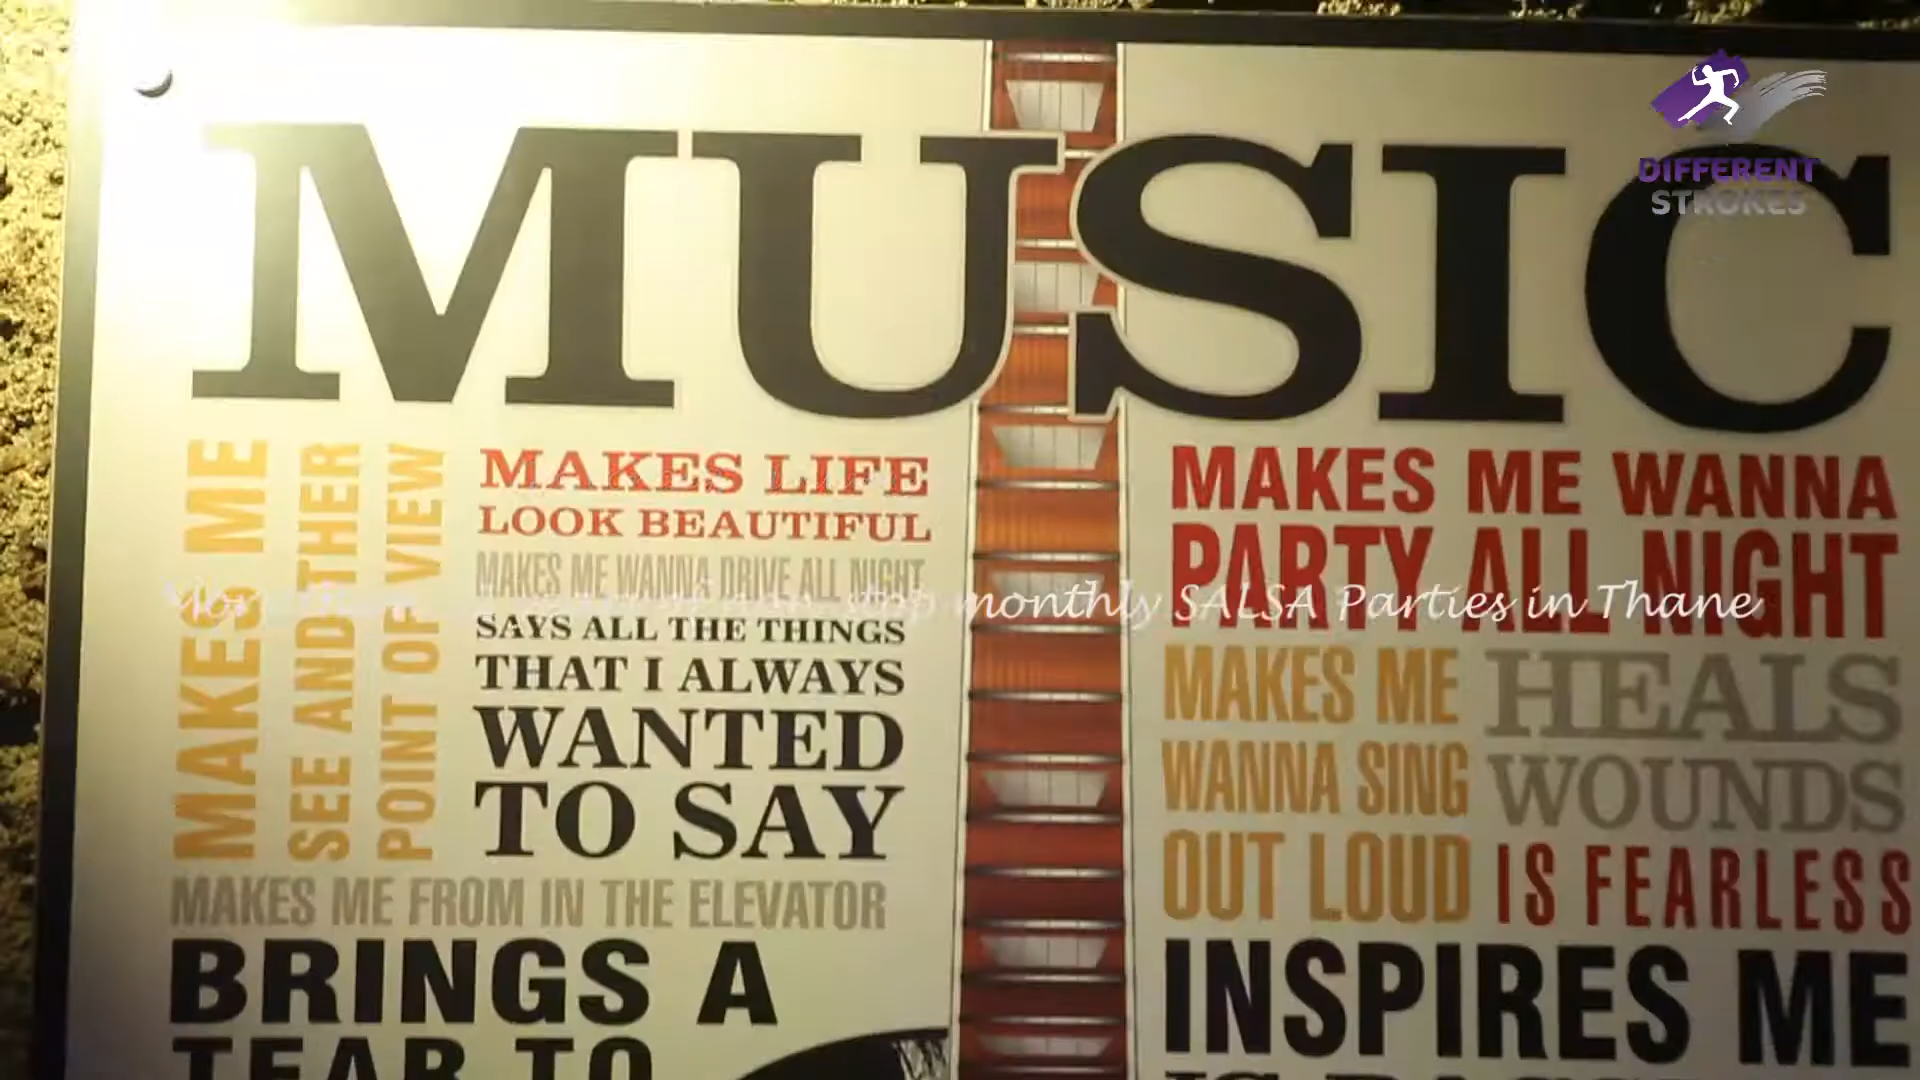 MUSIC
DIFFERENT
STROKES
MAKES ME
SEE ANOTHER
POINT OF VIEW
MAKES LIFE
LOOK BEAUTIFUL
MAKES ME WANNA DRIVE ALL NIGHT
SAYS ALL THE THINGS
THAT I ALWAYS
WANTED
TO SAY
MAKES ME FROM IN THE ELEVATOR
BRINGS A
TEAR TO
MAKES ME WANNA
PARTY ALL NIGHT
monthly SALSA Parties in Thane
MAKES ME
WANNA SING
OUT LOUD
HEALS
WOUNDS
IS FEARLESS
INSPIRES ME